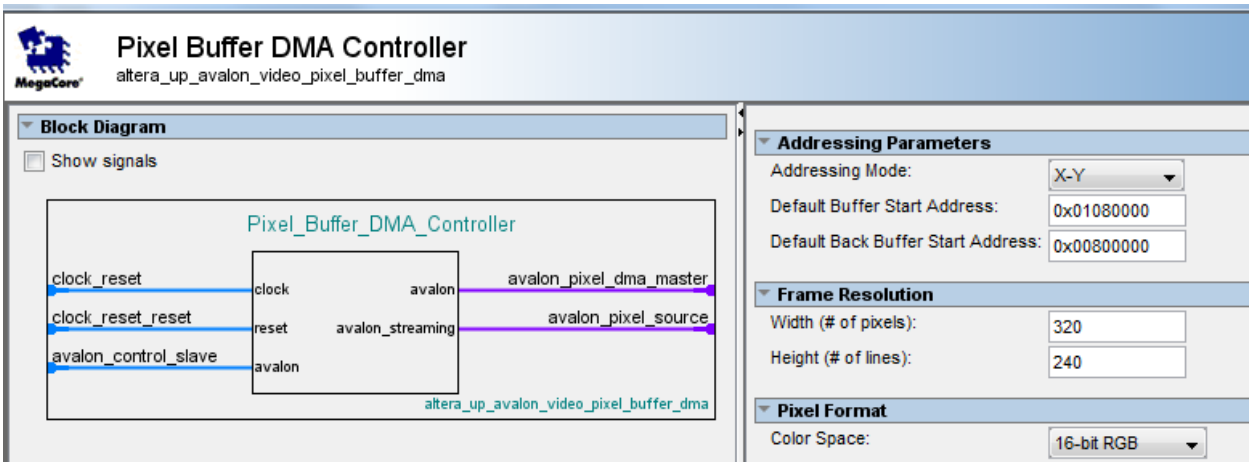 Pixel Buffer DMA Controller
altera_up_avalon_video_pixel_buffer_dma
MegaCore®
Block Diagram
Show signals
Pixel_Buffer_DMA_Controller
clock_reset
clock
avalon
avalon_pixel_dma_master
clock_reset_reset
reset
avalon_streaming
avalon_pixel_source
avalon_control_slave
avalon
altera_up_avalon_video_pixel_buffer_dma
Addressing Parameters
Addressing Mode: X-Y
Default Buffer Start Address: 0x01080000
Default Back Buffer Start Address: 0x00800000
Frame Resolution
Width (# of pixels): 320
Height (# of lines): 240
Pixel Format
Color Space: 16-bit RGB